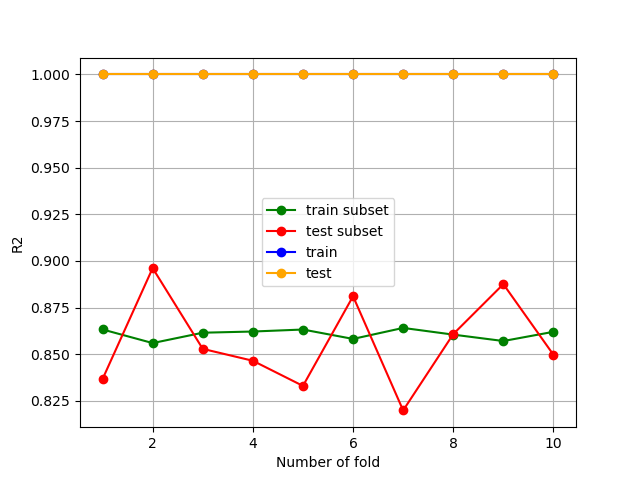 1.000
0.975
0.950
0.925
0.900
0.875
0.850
0.825
R2
train subset
test subset
train
test
2 4 6 8 10
Number of fold